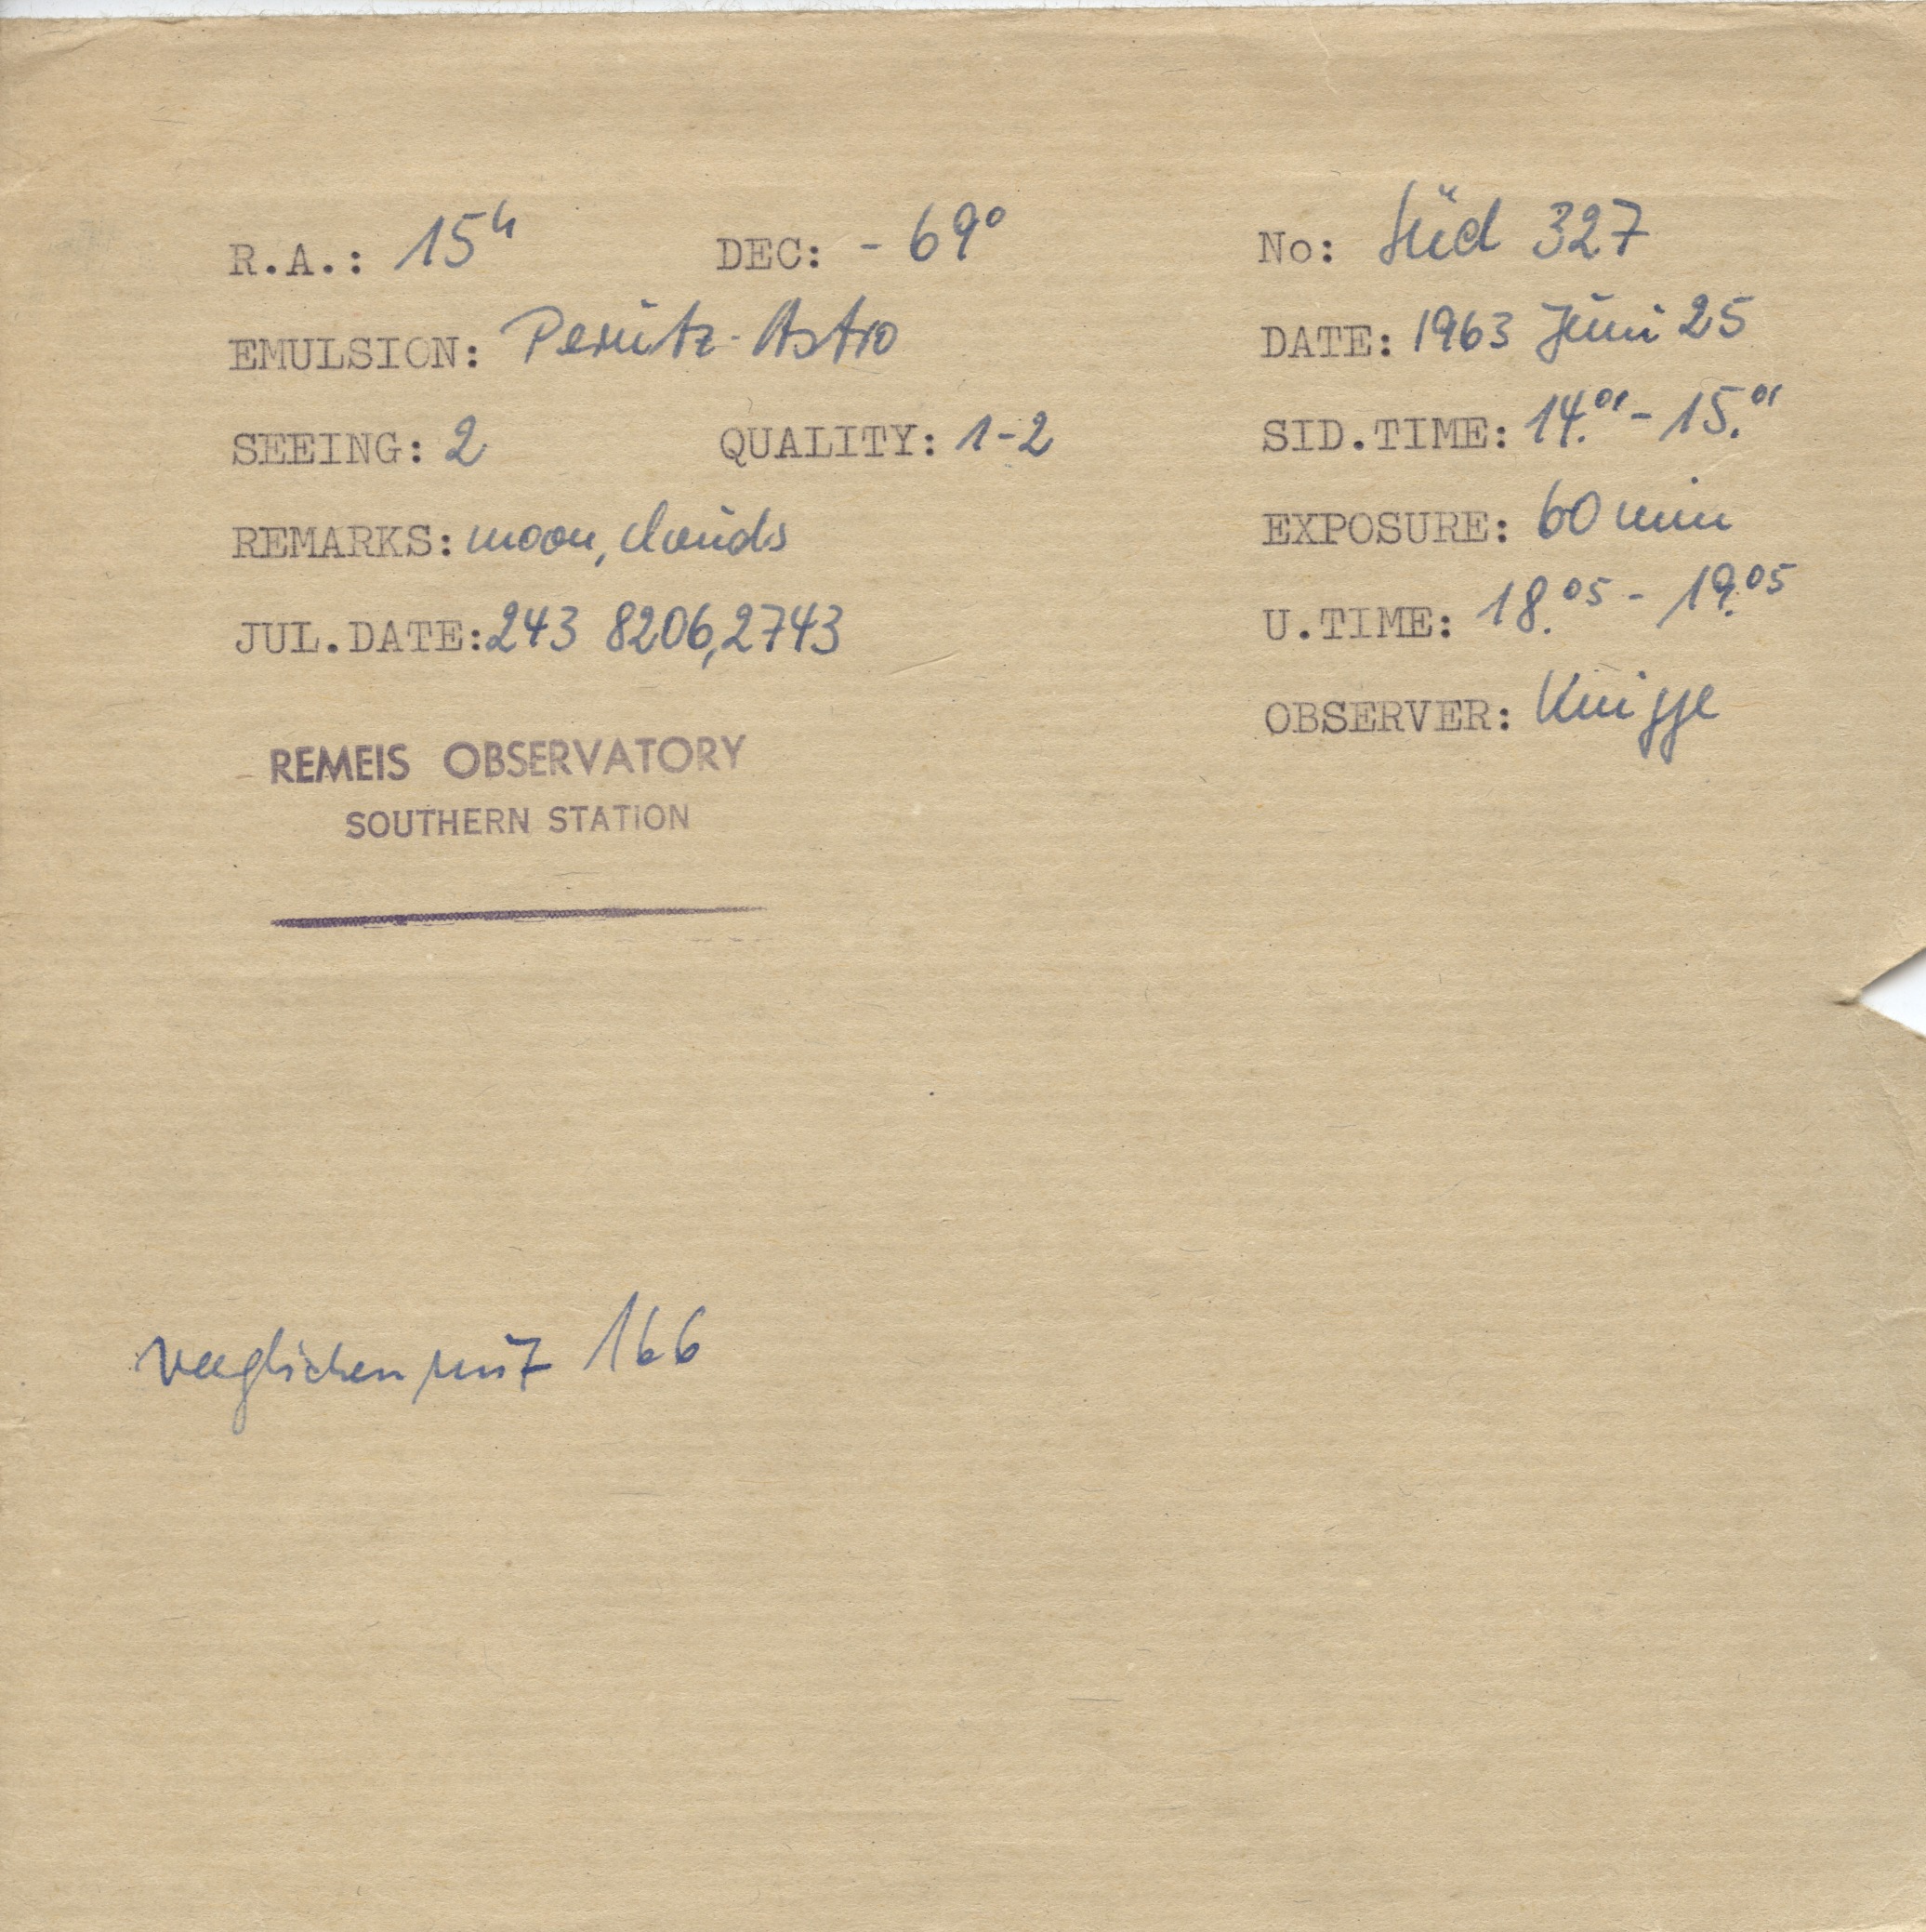 R.A.: 15ʰ DEC: -69° No: Süd 327
EMULSION: Perutz-Astro DATE: 1963 Juni 25
SEEING: 2 QUALITY: 1-2 SID.TIME: 14.⁰¹ - 15.⁰¹
REMARKS: moon, clouds EXPOSURE: 60 min
JUL.DATE: 243 8206,2743 U.TIME: 18.⁰⁵ - 19.⁰⁵
OBSERVER: Knigge
REMEIS OBSERVATORY
SOUTHERN STATION
verglichen mit 166